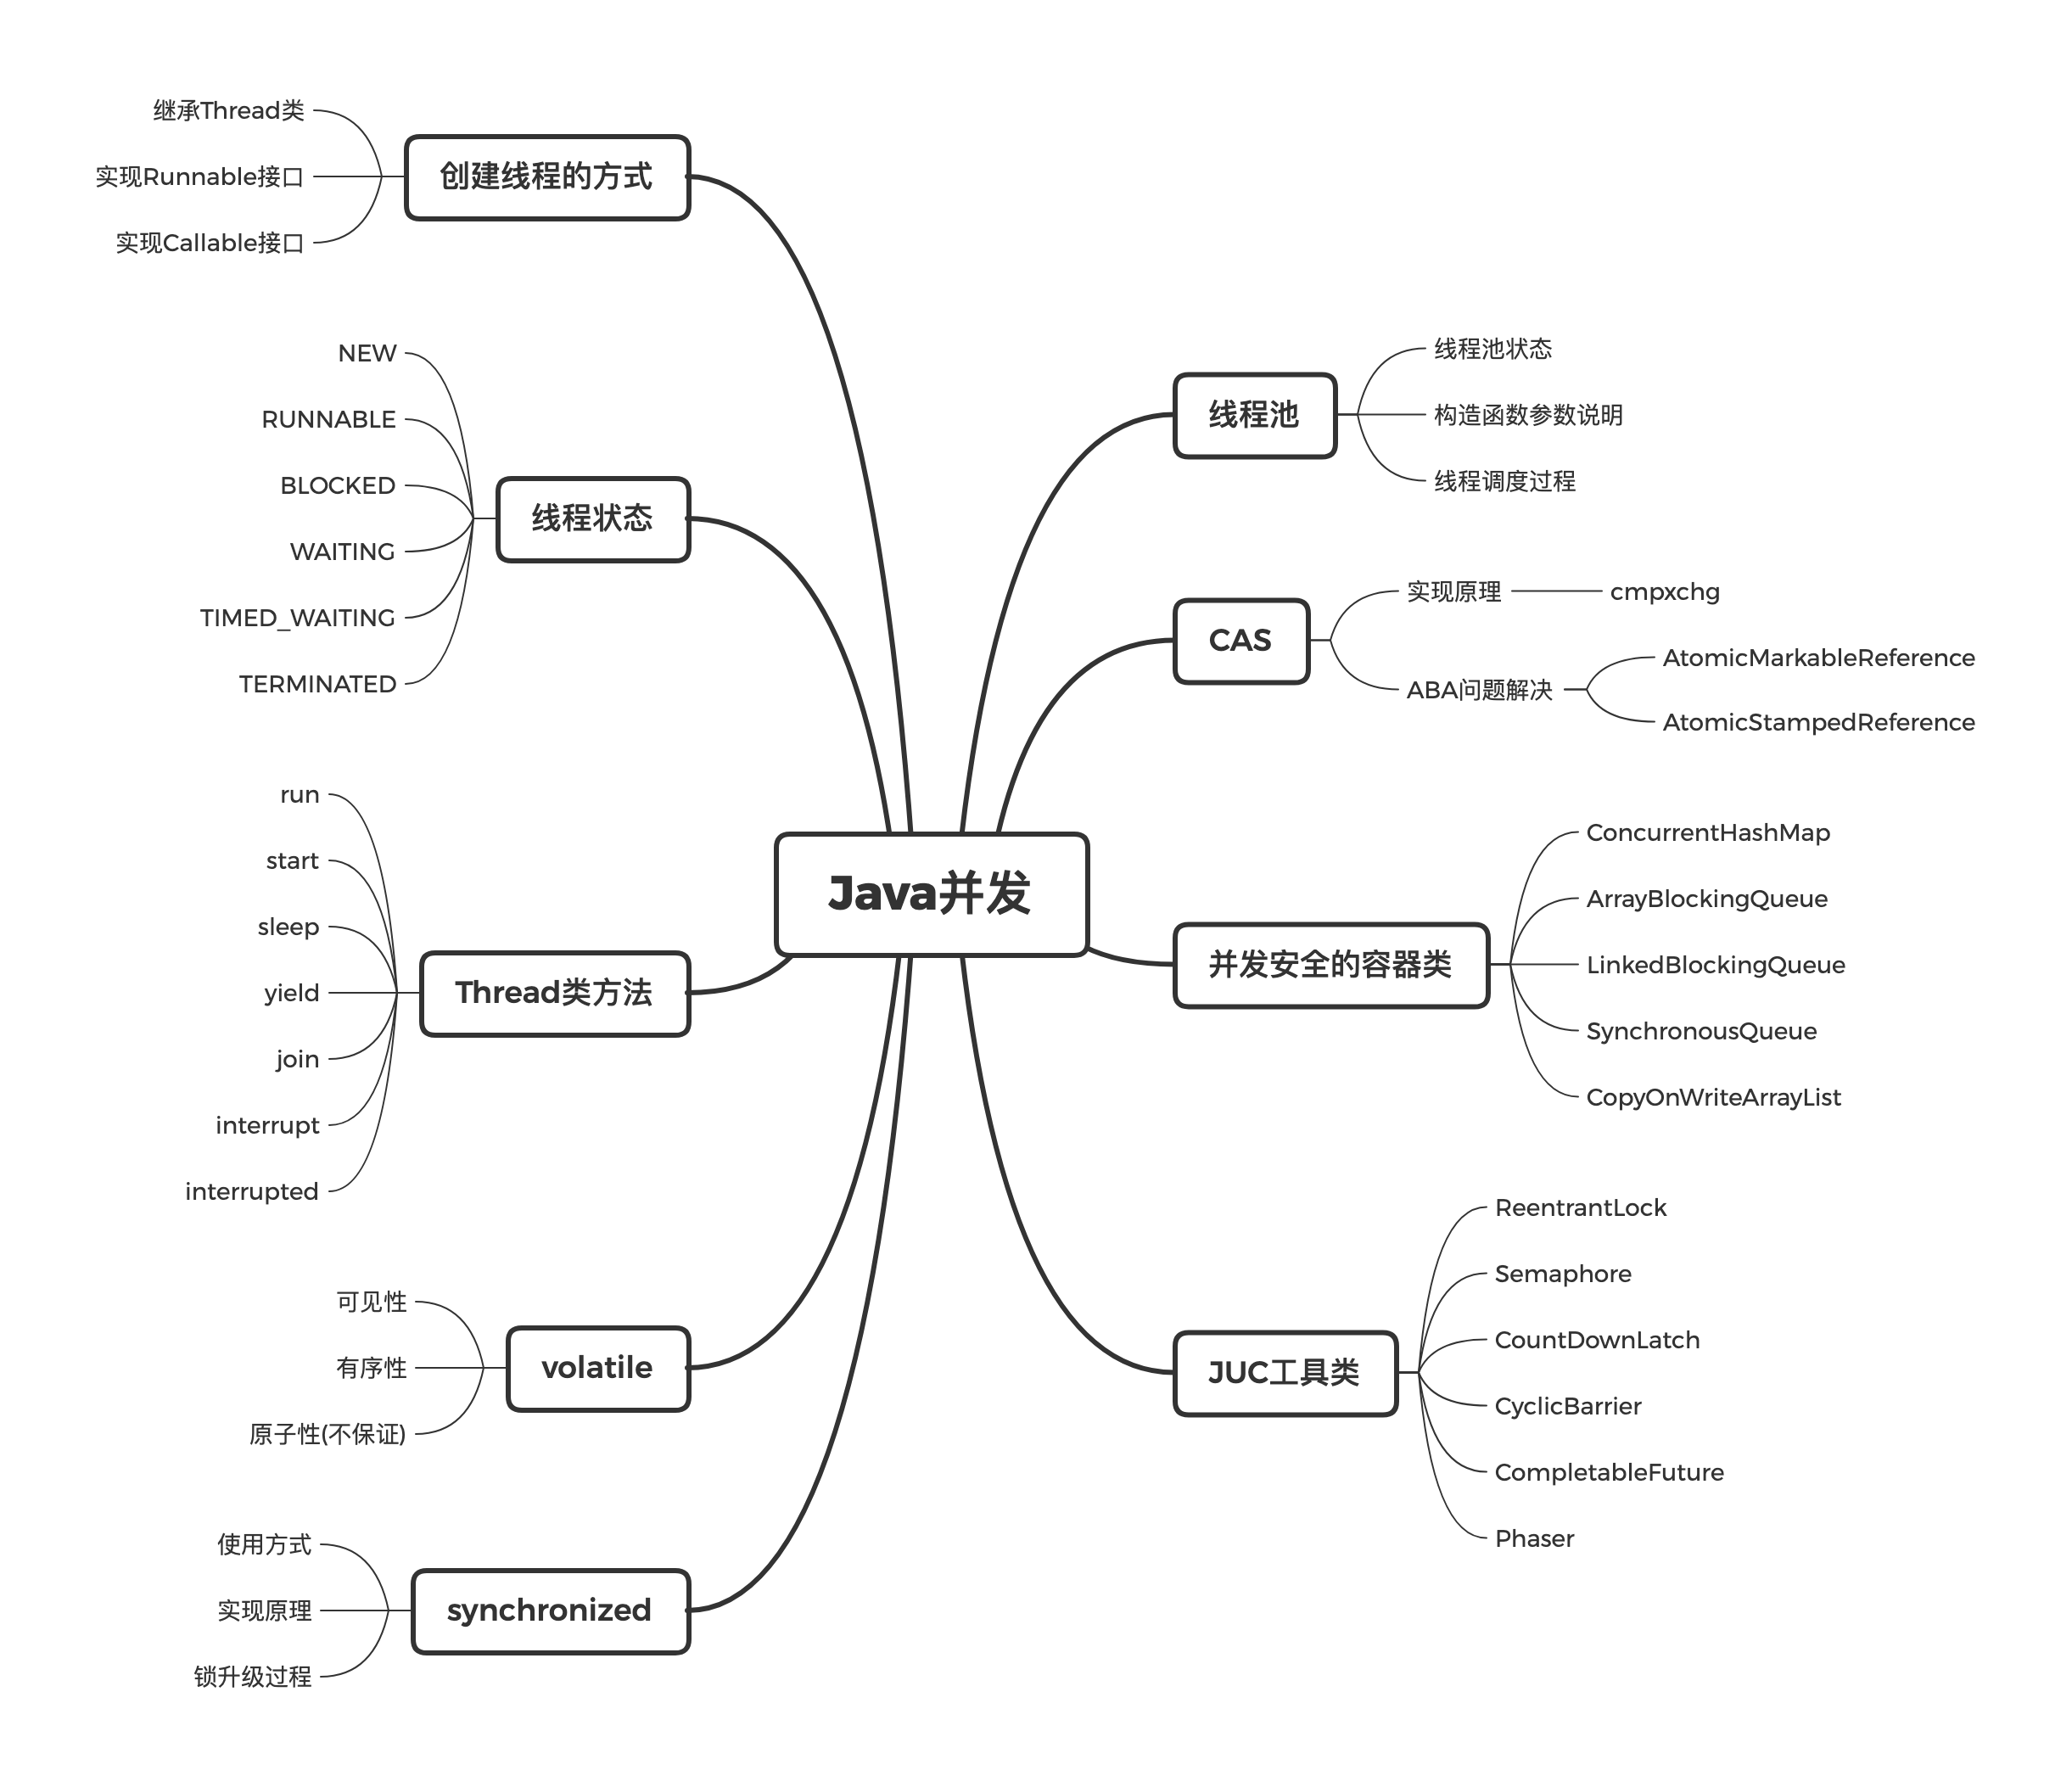 Java并发
创建线程的方式
继承Thread类
实现Runnable接口
实现Callable接口
线程状态
NEW
RUNNABLE
BLOCKED
WAITING
TIMED_WAITING
TERMINATED
Thread类方法
run
start
sleep
yield
join
interrupt
interrupted
volatile
可见性
有序性
原子性(不保证)
synchronized
使用方式
实现原理
锁升级过程
线程池
线程池状态
构造函数参数说明
线程调度过程
CAS
实现原理
cmpxchg
ABA问题解决
AtomicMarkableReference
AtomicStampedReference
并发安全的容器类
ConcurrentHashMap
ArrayBlockingQueue
LinkedBlockingQueue
SynchronousQueue
CopyOnWriteArrayList
JUC工具类
ReentrantLock
Semaphore
CountDownLatch
CyclicBarrier
CompletableFuture
Phaser